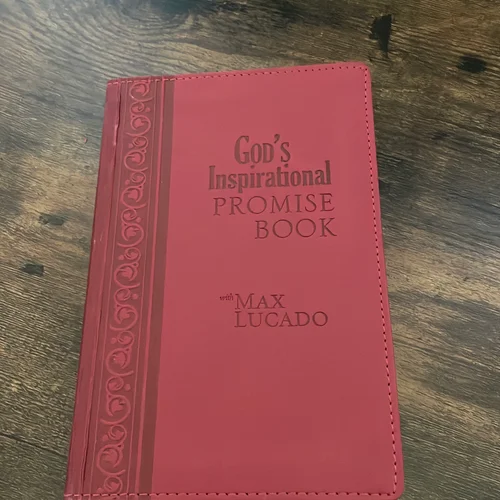 God's
Inspirational
PROMISE
BOOK
with MAX
LUCADO